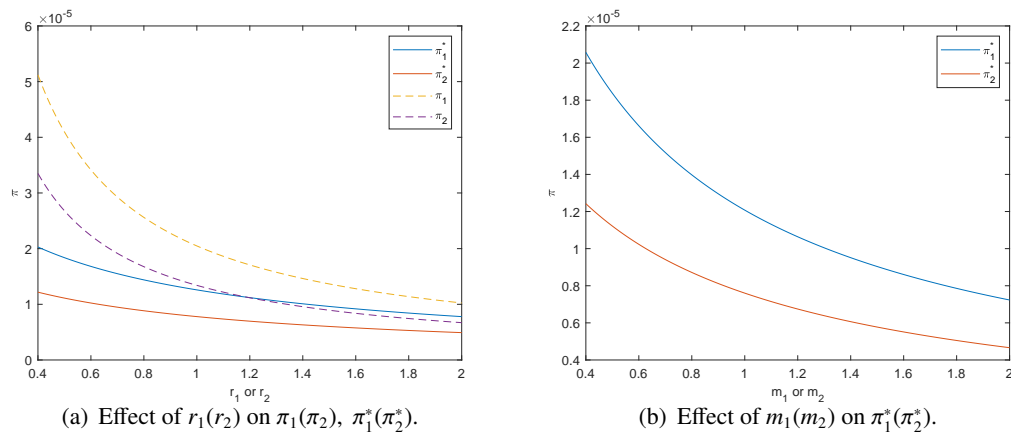 ×10⁻⁵
6
5
4
3
2
1
0
π
0.4 0.6 0.8 1 1.2 1.4 1.6 1.8 2
r₁ or r₂
π₁*
π₂*
π₁
π₂
(a) Effect of r₁(r₂) on π₁(π₂), π₁*(π₂*).
×10⁻⁵
2.2
2
1.8
1.6
1.4
1.2
1
0.8
0.6
0.4
π
0.4 0.6 0.8 1 1.2 1.4 1.6 1.8 2
m₁ or m₂
π₁*
π₂*
(b) Effect of m₁(m₂) on π₁*(π₂*).